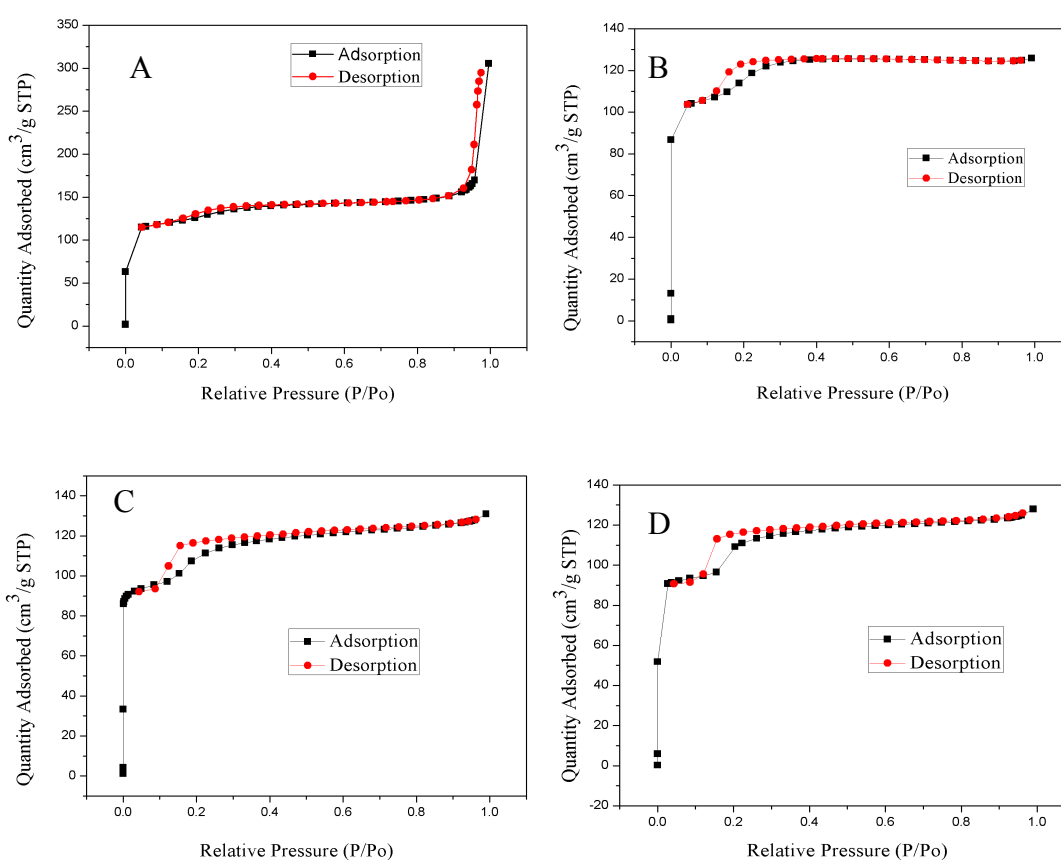 A
Adsorption
Desorption
350
300
250
200
150
100
50
0
0.0 0.2 0.4 0.6 0.8 1.0
Quantity Adsorbed (cm³/g STP)
Relative Pressure (P/Po)
B
Adsorption
Desorption
140
120
100
80
60
40
20
0
0.0 0.2 0.4 0.6 0.8 1.0
Quantity Adsorbed (cm³/g STP)
Relative Pressure (P/Po)
C
Adsorption
Desorption
140
120
100
80
60
40
20
0
0.0 0.2 0.4 0.6 0.8 1.0
Quantity Adsorbed (cm³/g STP)
Relative Pressure (P/Po)
D
Adsorption
Desorption
140
120
100
80
60
40
20
0
-20
0.0 0.2 0.4 0.6 0.8 1.0
Quantity Adsorbed (cm³/g STP)
Relative Pressure (P/Po)